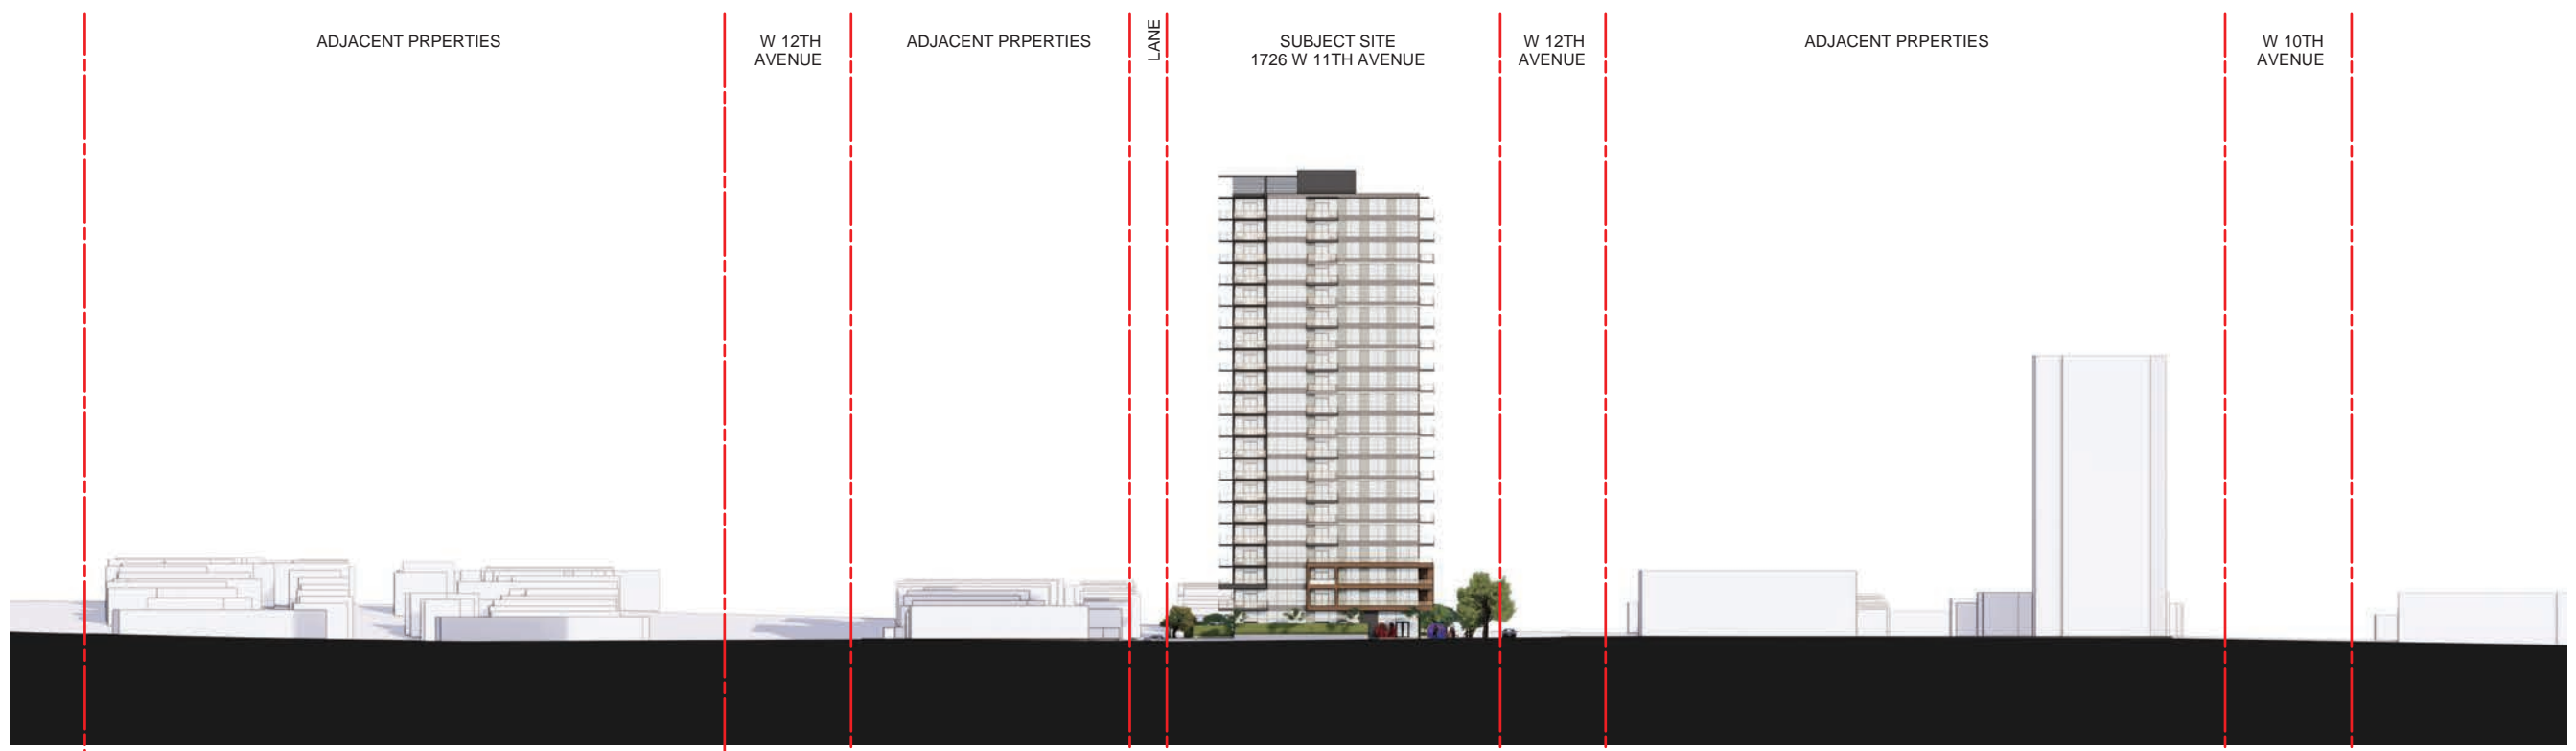 ADJACENT PRPERTIES
W 12TH
AVENUE
ADJACENT PRPERTIES
LANE
SUBJECT SITE
1726 W 11TH AVENUE
W 12TH
AVENUE
ADJACENT PRPERTIES
W 10TH
AVENUE